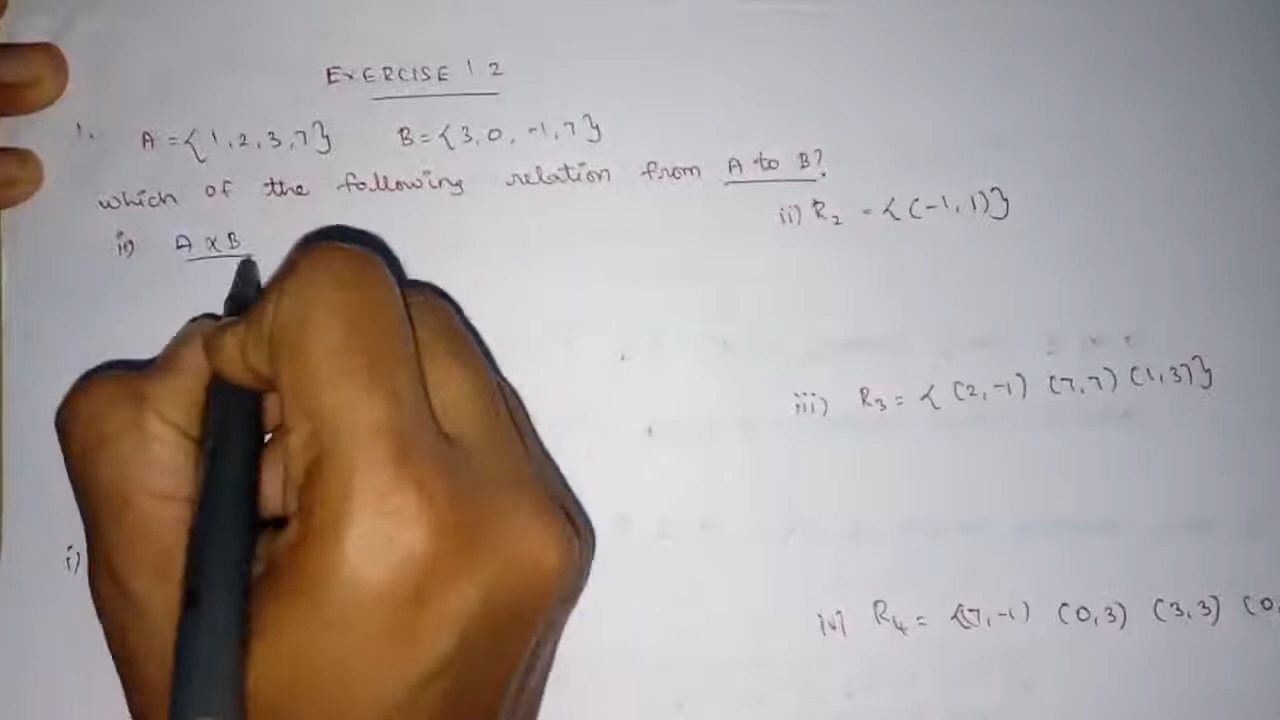 EXERCISE 1.2
1. A = {1, 2, 3, 7} B = {3, 0, -1, 7}
which of the following relation from A to B?
ii) R2 = {(-1, 1)}
i) A x B
iii) R3 = { (2, -1) (7, 7) (1, 3)}
i)
iv) R4 = {(7, -1) (0, 3) (3, 3) (0,